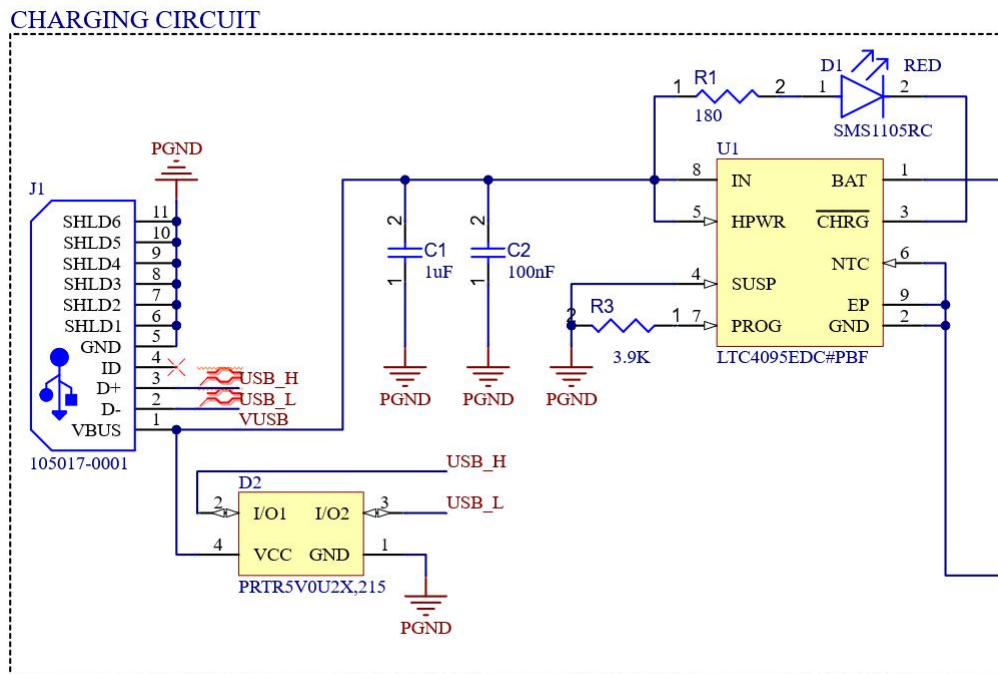 CHARGING CIRCUIT
D1
RED
1
R1
2
1
2
180
SMS1105RC
PGND
U1
J1
8
IN
BAT
1
SHLD6
11
2
2
5
HPWR
CHRG
3
SHLD5
10
SHLD4
9
C1
C2
NTC
6
SHLD3
8
1uF
100nF
4
SUSP
SHLD2
7
1
1
EP
9
SHLD1
6
2
R3
1
7
PROG
GND
2
GND
5
3.9K
LTC4095EDC#PBF
ID
4
D+
3
USB_H
PGND
PGND
PGND
D-
2
USB_L
VUSB
VBUS
1
105017-0001
USB_H
D2
2
I/O1
I/O2
3
USB_L
4
VCC
GND
1
PRTR5V0U2X,215
PGND